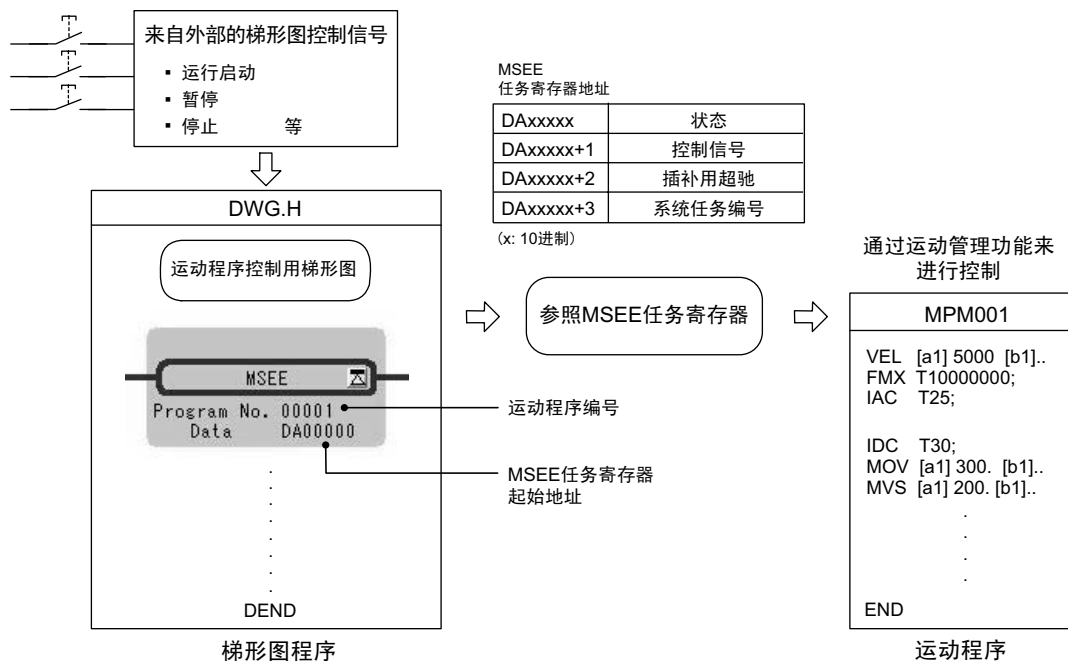 来自外部的梯形图控制信号
▪ 运行启动
▪ 暂停
▪ 停止 等
DWG.H
运动程序控制用梯形图
MSEE
Program No. 00001
Data DA00000
运动程序编号
MSEE任务寄存器
起始地址
DEND
梯形图程序
MSEE
任务寄存器地址
DAxxxxx 状态
DAxxxxx+1 控制信号
DAxxxxx+2 插补用超驰
DAxxxxx+3 系统任务编号
(x: 10进制)
参照MSEE任务寄存器
通过运动管理功能来
进行控制
MPM001
VEL [a1] 5000 [b1]..
FMX T10000000;
IAC T25;
IDC T30;
MOV [a1] 300. [b1]..
MVS [a1] 200. [b1]..
END
运动程序